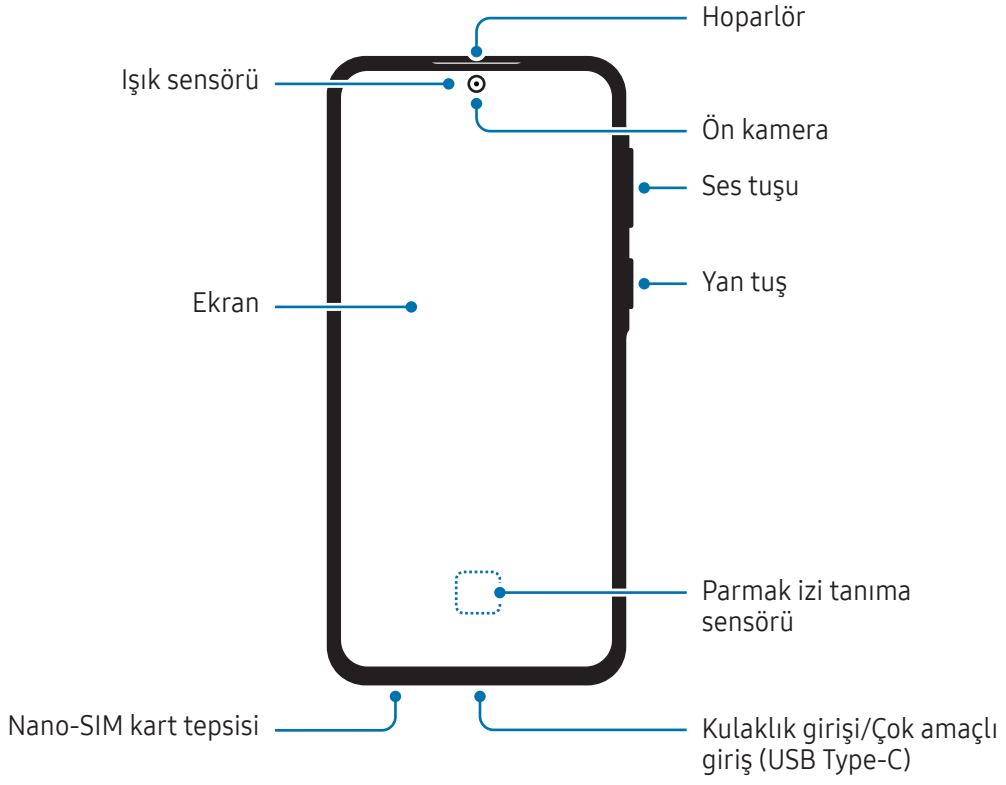 Hoparlör
Işık sensörü
Ön kamera
Ses tuşu
Yan tuş
Ekran
Parmak izi tanıma
sensörü
Nano-SIM kart tepsisi
Kulaklık girişi/Çok amaçlı
giriş (USB Type-C)